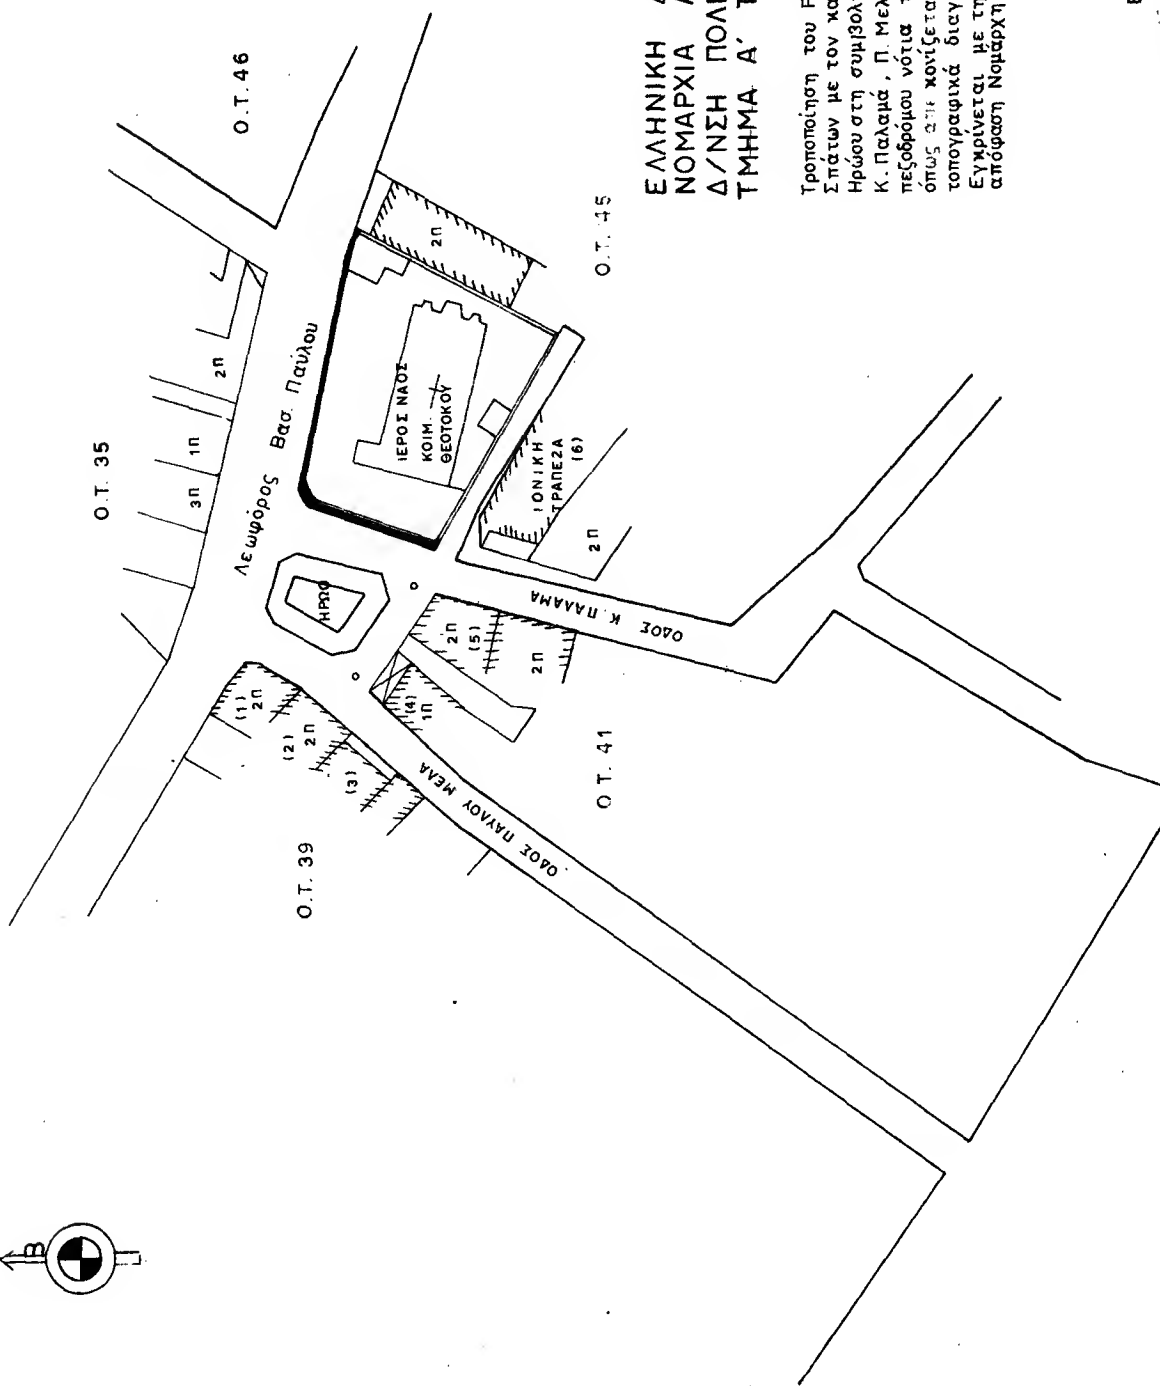 Β
Ο.Τ. 46
Ο.Τ. 35
2Π
1Π
3Π
Λεωφόρος Βασ. Παύλου
2Π
ΙΕΡΟΣ ΝΑΟΣ
ΚΟΙΜ.
ΘΕΟΤΟΚΟΥ
Ο.Τ. 45
ΙΟΝΙΚΗ
ΤΡΑΠΕΖΑ
(6)
2Π
ΗΡΩΟ
ΟΔΟΣ Κ. ΠΑΛΑΜΑ
2Π
(5)
2Π
(4)
1Π
(1)
2Π
(2)
2Π
(3)
ΟΔΟΣ ΠΑΥΛΟΥ ΜΕΛΑ
Ο.Τ. 39
Ο.Τ. 41
ΕΛΛΗΝΙΚΗ
ΝΟΜΑΡΧΙΑ
Δ/ΝΣΗ ΠΟΛ
ΤΜΗΜΑ Α' Τ
Τροποποίηση του
Σπάτων με τον κα
Ηρώου στη συμβολ
Κ. Παλαμά, Π. Μελ
πεζοδρόμου νότια
όπως κονίζετα
τοπογραφικά διαγ
Εγκρίνεται με τη
απόφαση Νομάρχη